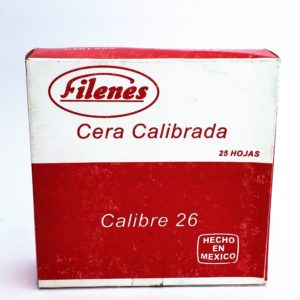 Filenes
Cera Calibrada
25 HOJAS
Calibre 26
HECHO
EN
MEXICO